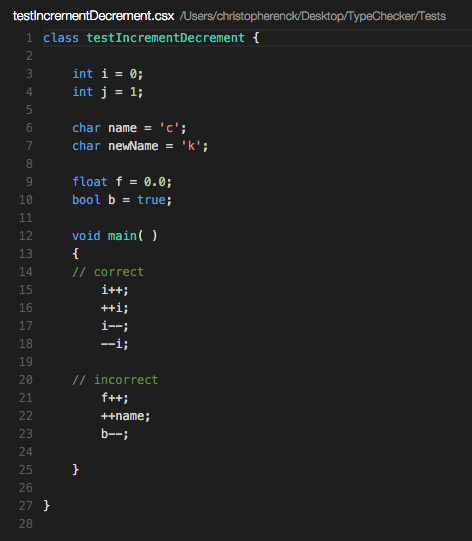 testIncrementDecrement.csx /Users/christopherenck/Desktop/TypeChecker/Tests
1 class testIncrementDecrement {
2
3 int i = 0;
4 int j = 1;
5
6 char name = 'c';
7 char newName = 'k';
8
9 float f = 0.0;
10 bool b = true;
11
12 void main( )
13 {
14 // correct
15 i++;
16 ++i;
17 i--;
18 --i;
19
20 // incorrect
21 f++;
22 ++name;
23 b--;
24
25 }
26
27 }
28